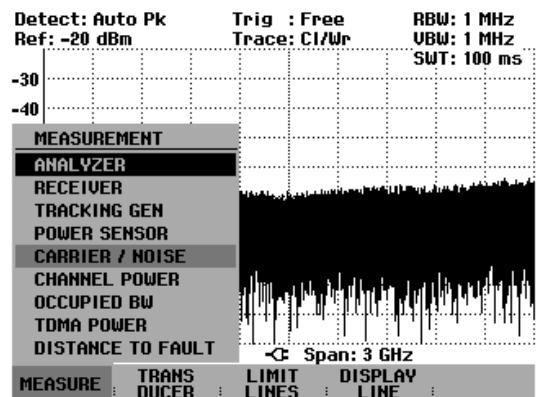 Detect: Auto Pk Trig : Free RBW: 1 MHz
Ref: -20 dBm Trace: Cl/Wr VBW: 1 MHz
SWT: 100 ms
-30
-40
MEASUREMENT
ANALYZER
RECEIVER
TRACKING GEN
POWER SENSOR
CARRIER / NOISE
CHANNEL POWER
OCCUPIED BW
TDMA POWER
DISTANCE TO FAULT
Span: 3 GHz
MEASURE TRANS LIMIT DISPLAY
DUCER LINES LINE